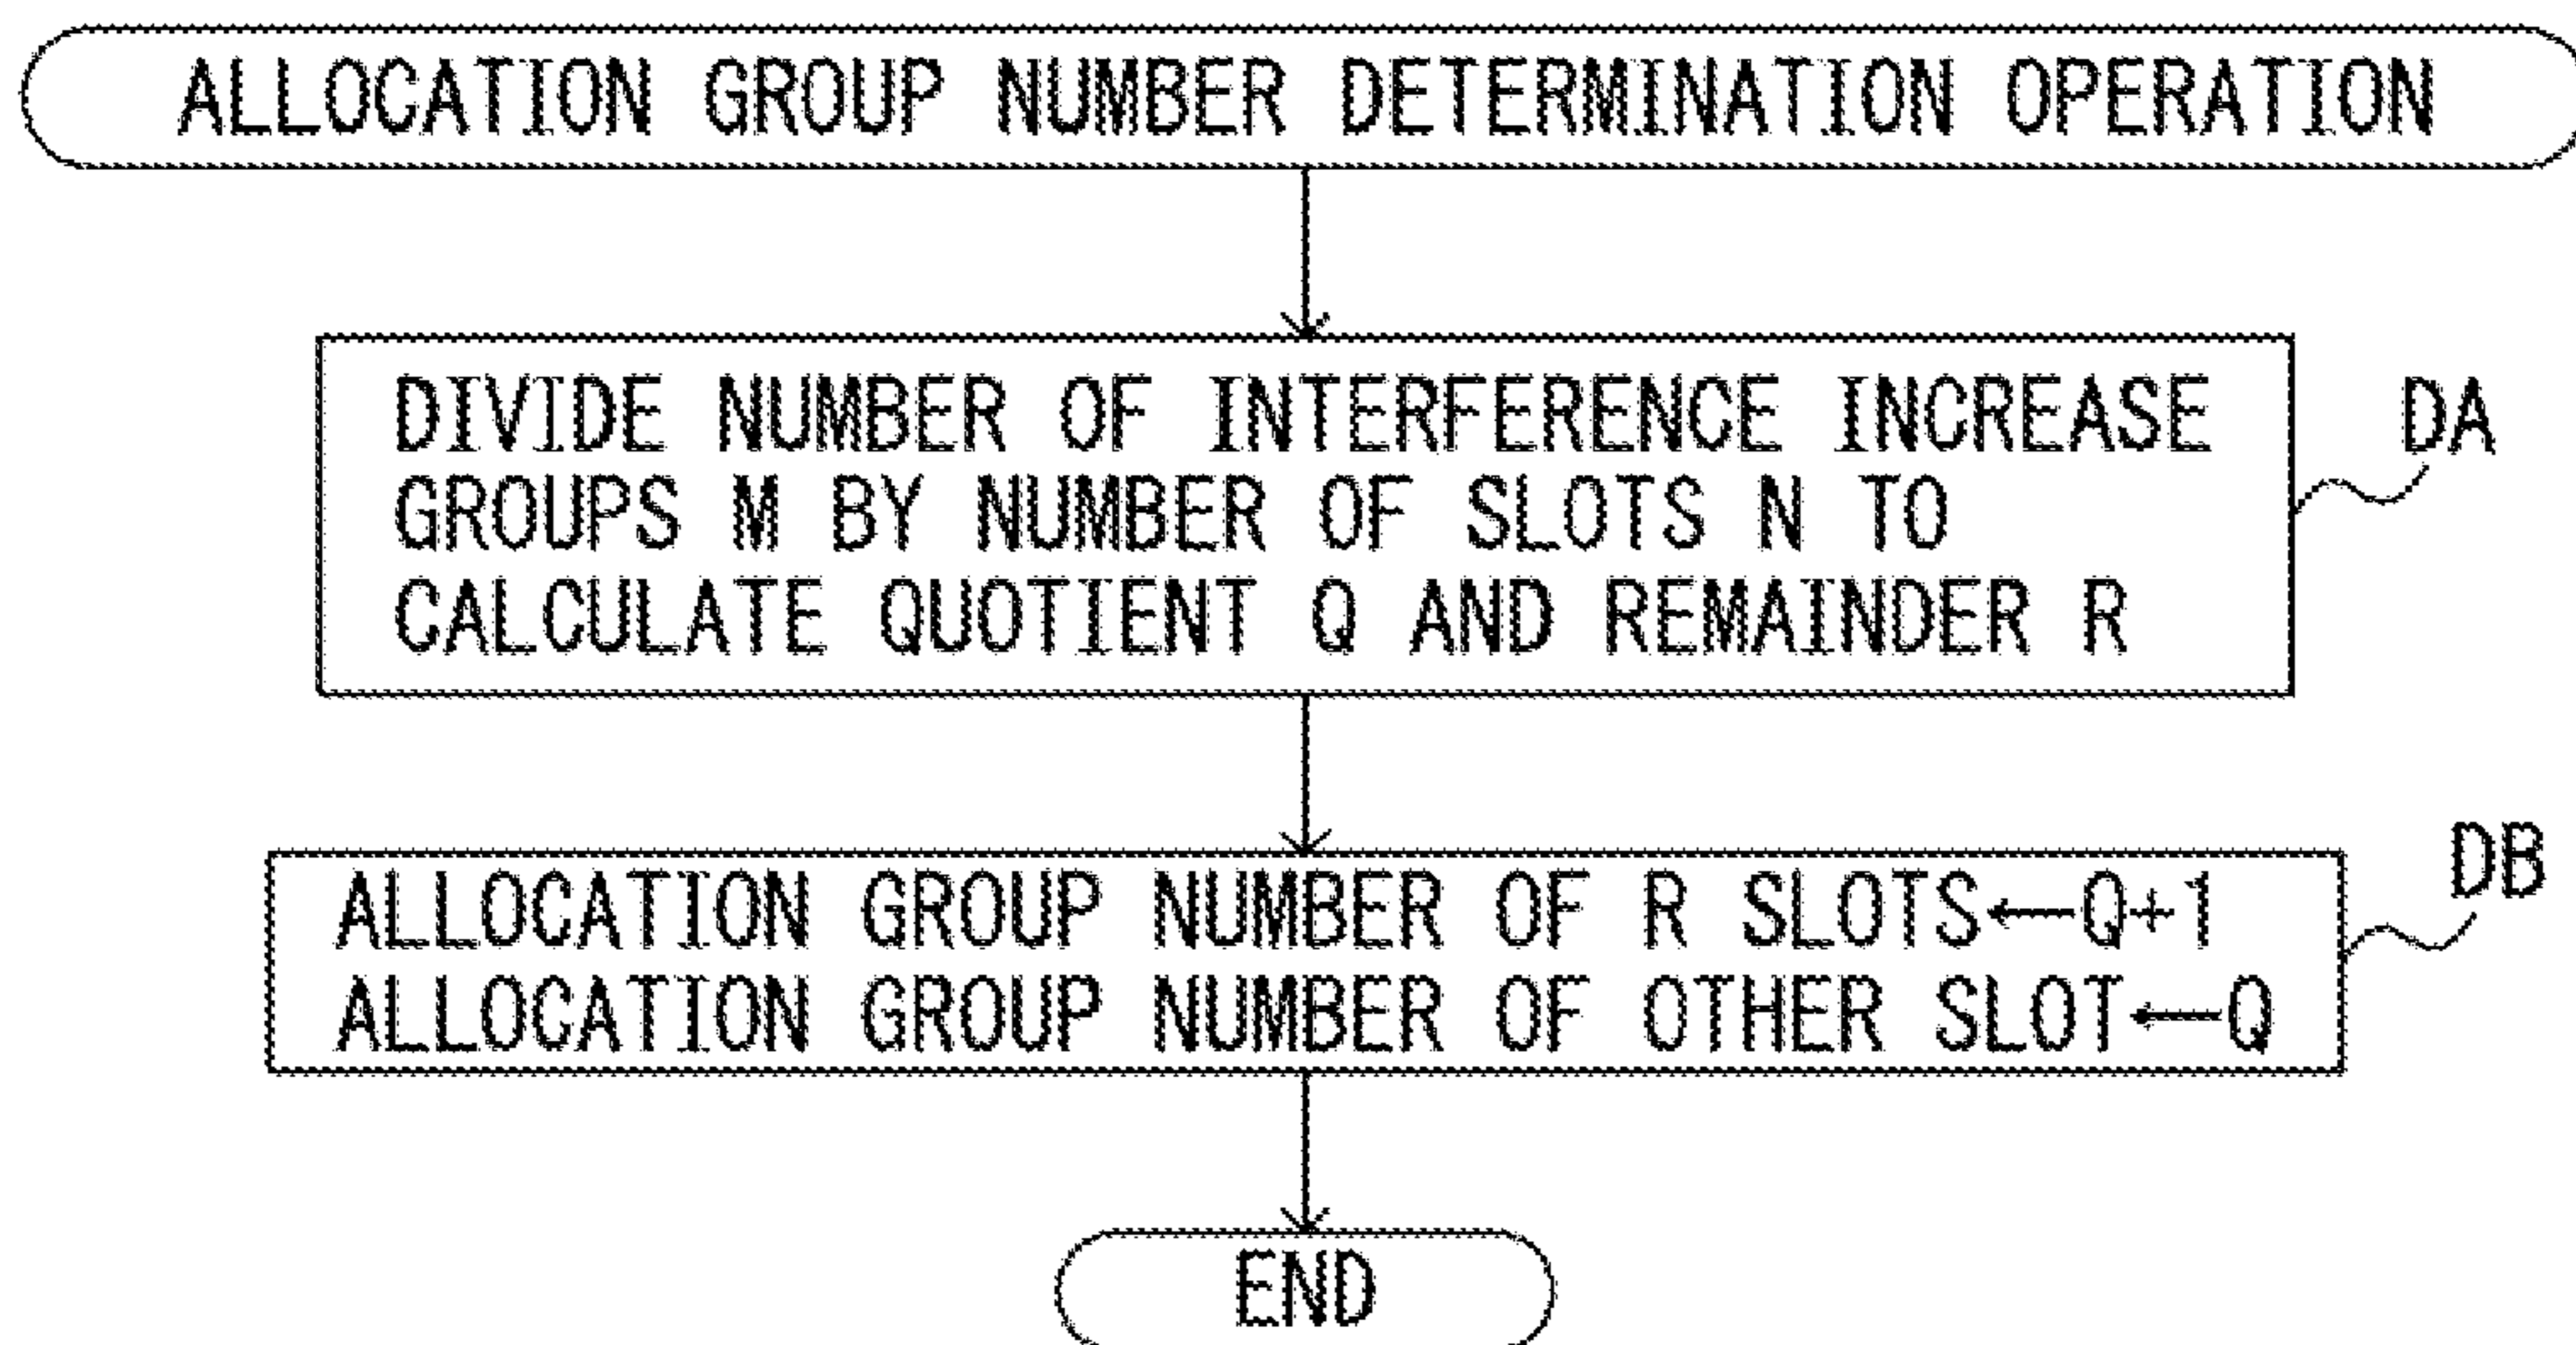 ALLOCATION GROUP NUMBER DETERMINATION OPERATION
DIVIDE NUMBER OF INTERFERENCE INCREASE
GROUPS M BY NUMBER OF SLOTS N TO
CALCULATE QUOTIENT Q AND REMAINDER R
DA
ALLOCATION GROUP NUMBER OF R SLOTS←Q+1
ALLOCATION GROUP NUMBER OF OTHER SLOT←Q
DB
END